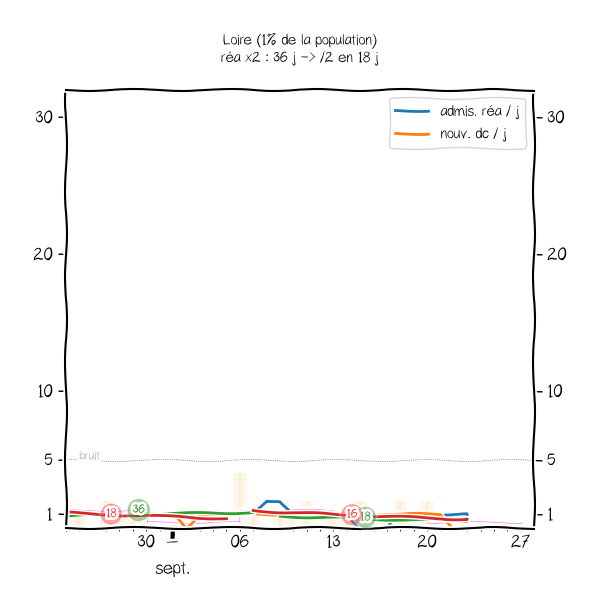 Loire (1% de la population)
réa x2 : 36 j -> /2 en 18 j
admis. réa / j
nouv. dc / j
30 30
20 20
10 10
5 bruit 5
1 18 36 16 18 1
30 1 06 13 20 27
sept.